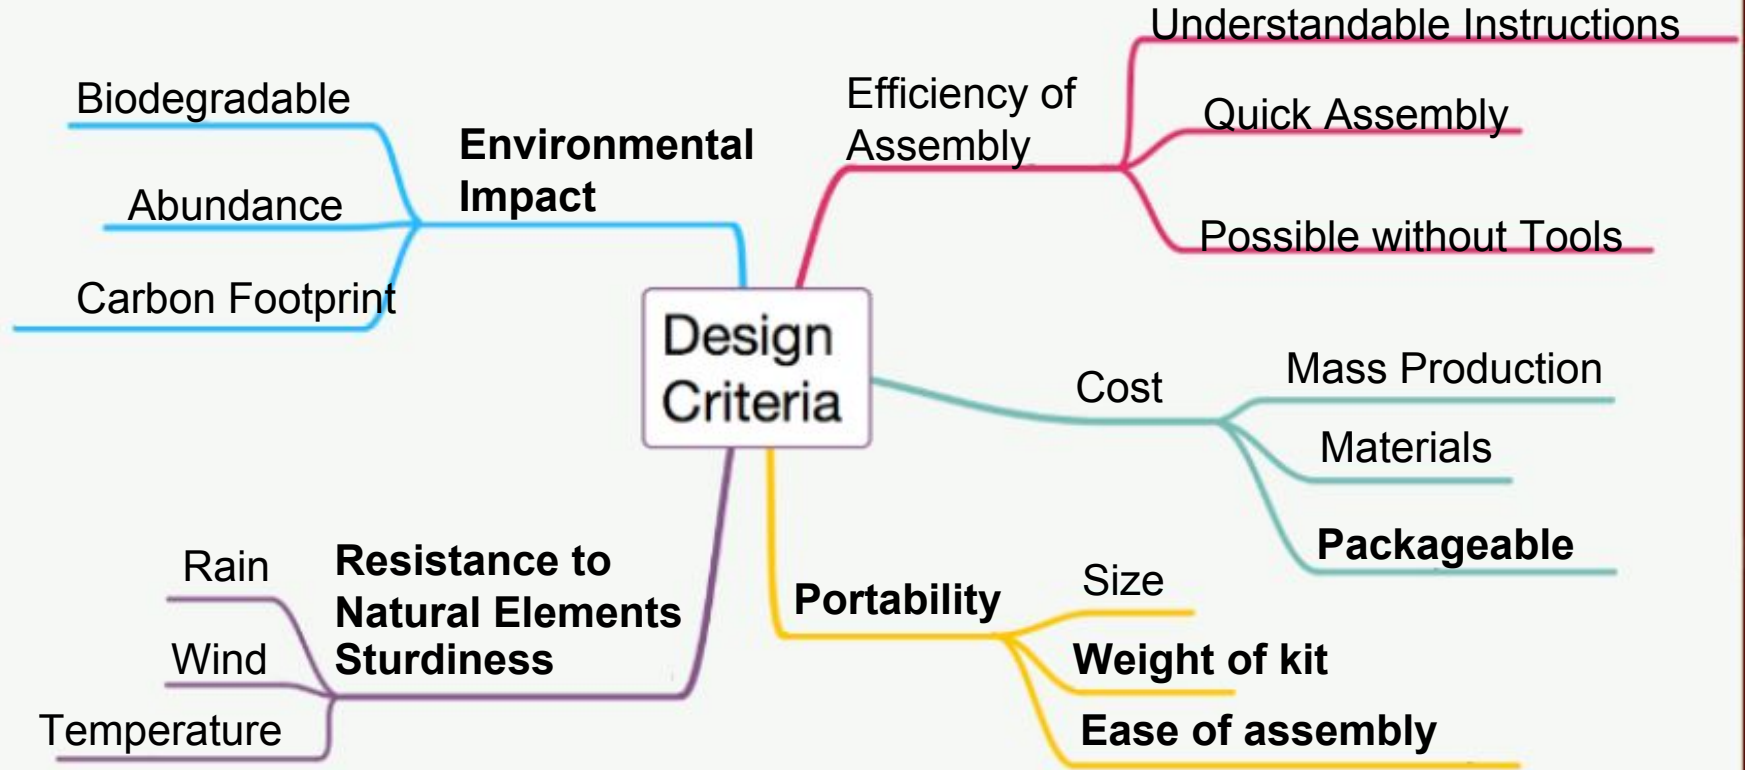 Understandable Instructions
Biodegradable
Efficiency of
Assembly
Quick Assembly
Environmental
Impact
Abundance
Possible without Tools
Carbon Footprint
Design
Criteria
Cost
Mass Production
Materials
Packageable
Rain
Resistance to
Natural Elements
Sturdiness
Wind
Temperature
Portability
Size
Weight of kit
Ease of assembly